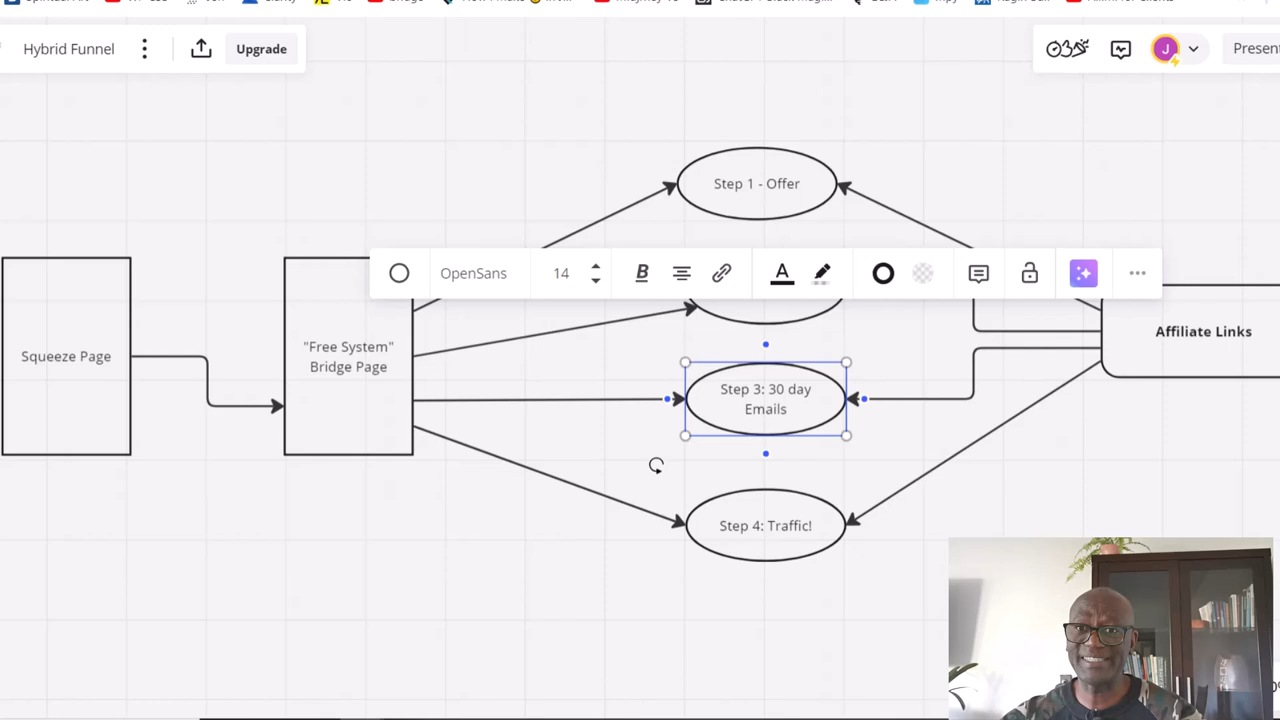 Hybrid Funnel
Upgrade
J
Present
Step 1 - Offer
OpenSans
14
B
A
Squeeze Page
"Free System"
Bridge Page
Affiliate Links
Step 3: 30 day
Emails
Step 4: Traffic!